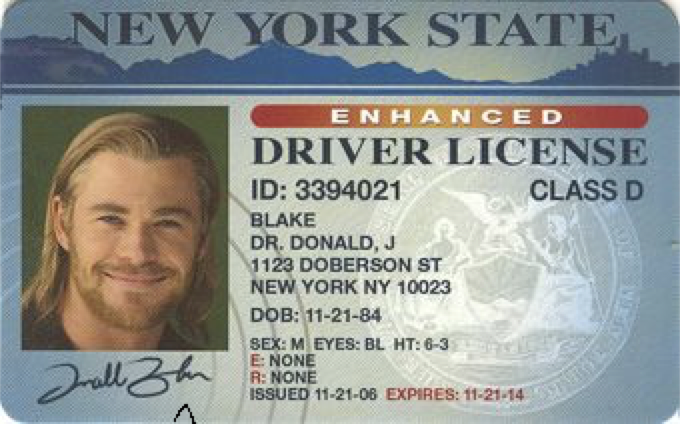 NEW YORK STATE
ENHANCED
DRIVER LICENSE
ID: 3394021 CLASS D
BLAKE
DR. DONALD, J
1123 DOBERSON ST
NEW YORK NY 10023
DOB: 11-21-84
SEX: M EYES: BL HT: 6-3
E: NONE
R: NONE
ISSUED 11-21-06 EXPIRES: 11-21-14